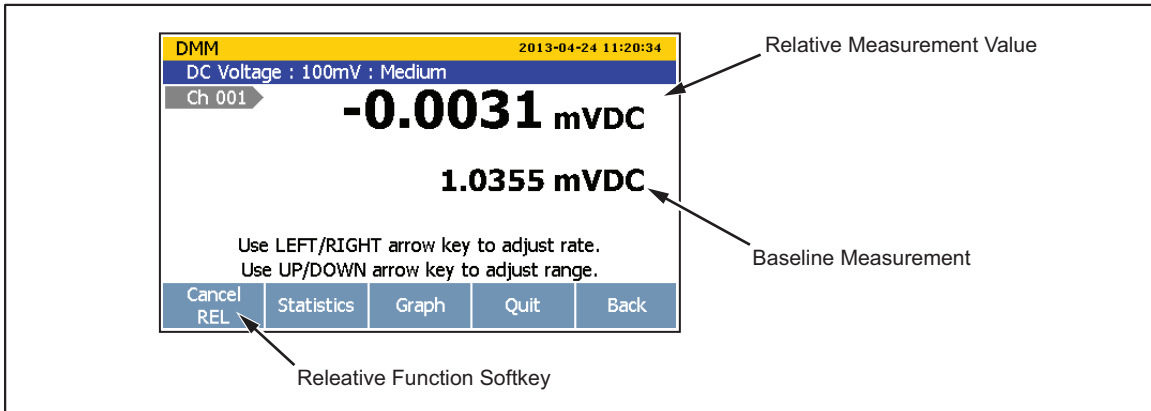 DMM 2013-04-24 11:20:34
DC Voltage : 100mV : Medium
Ch 001
-0.0031 mVDC
1.0355 mVDC
Use LEFT/RIGHT arrow key to adjust rate.
Use UP/DOWN arrow key to adjust range.
Cancel REL Statistics Graph Quit Back
Relative Measurement Value
Baseline Measurement
Releative Function Softkey